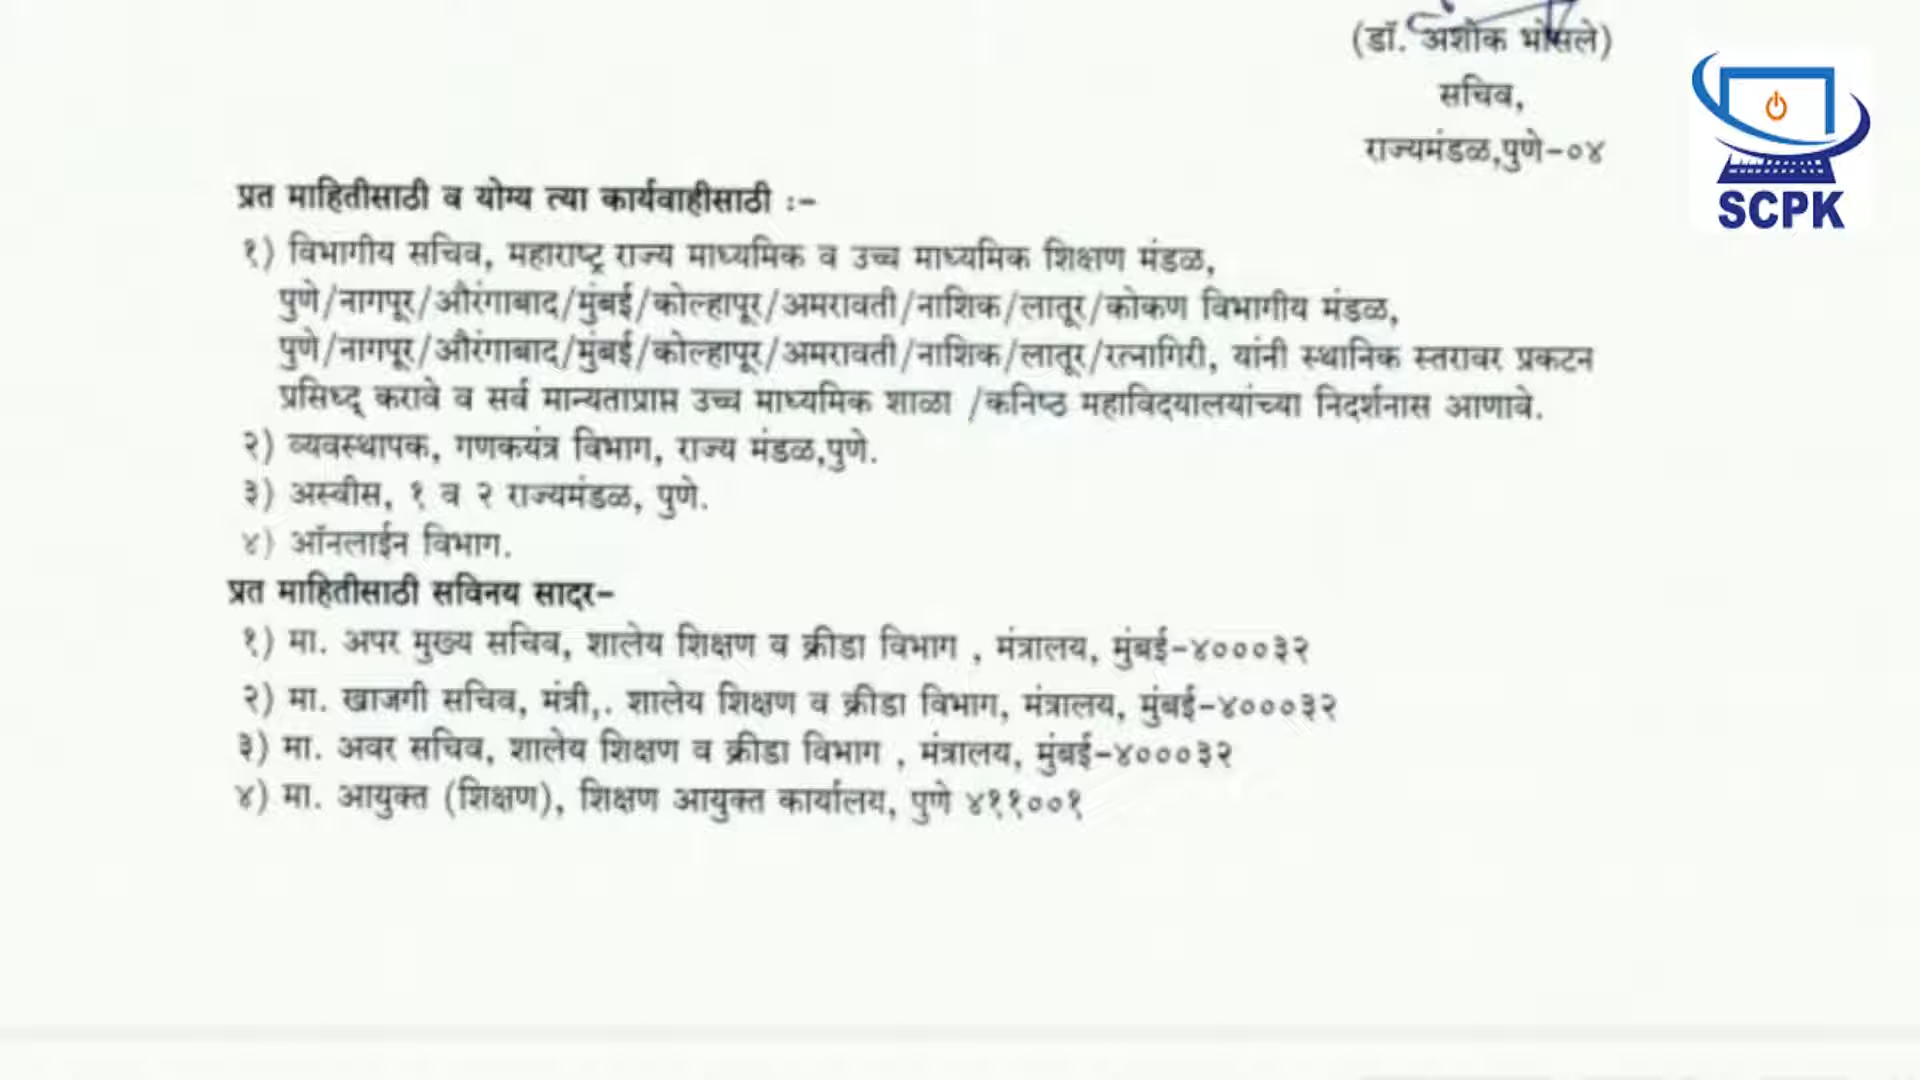 (डॉ. अशोक भोसले)
सचिव,
राज्यमंडळ,पुणे-०४
SCPK
प्रत माहितीसाठी व योग्य त्या कार्यवाहीसाठी :-
१) विभागीय सचिव, महाराष्ट्र राज्य माध्यमिक व उच्च माध्यमिक शिक्षण मंडळ,
पुणे/नागपूर/औरंगाबाद/मुंबई/कोल्हापूर/अमरावती/नाशिक/लातूर/कोकण विभागीय मंडळ,
पुणे/नागपूर/औरंगाबाद/मुंबई/कोल्हापूर/अमरावती/नाशिक/लातूर/रत्नागिरी, यांनी स्थानिक स्तरावर प्रकटन
प्रसिध्द् करावे व सर्व मान्यताप्राप्त उच्च माध्यमिक शाळा /कनिष्ठ महाविदयालयांच्या निदर्शनास आणावे.
२) व्यवस्थापक, गणकयंत्र विभाग, राज्य मंडळ,पुणे.
३) अस्वीस, १ व २ राज्यमंडळ, पुणे.
४) ऑनलाईन विभाग.
प्रत माहितीसाठी सविनय सादर-
१) मा. अपर मुख्य सचिव, शालेय शिक्षण व क्रीडा विभाग , मंत्रालय, मुंबई-४०००३२
२) मा. खाजगी सचिव, मंत्री,. शालेय शिक्षण व क्रीडा विभाग, मंत्रालय, मुंबई-४०००३२
३) मा. अवर सचिव, शालेय शिक्षण व क्रीडा विभाग , मंत्रालय, मुंबई-४०००३२
४) मा. आयुक्त (शिक्षण), शिक्षण आयुक्त कार्यालय, पुणे ४११००१